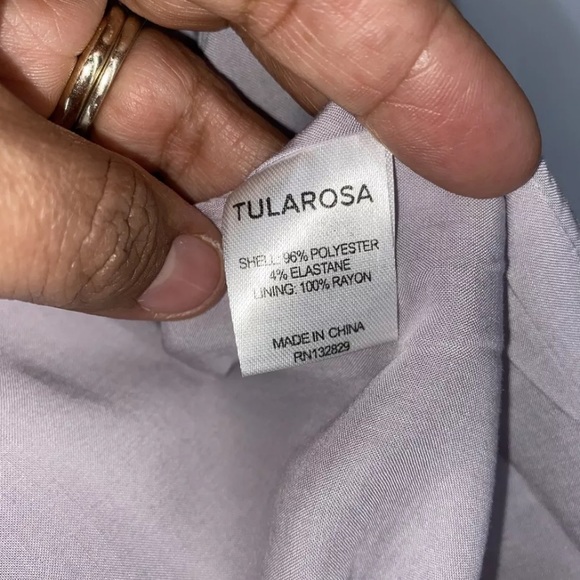 TULAROSA
SHELL: 96% POLYESTER
4% ELASTANE
LINING: 100% RAYON
MADE IN CHINA
RN132829